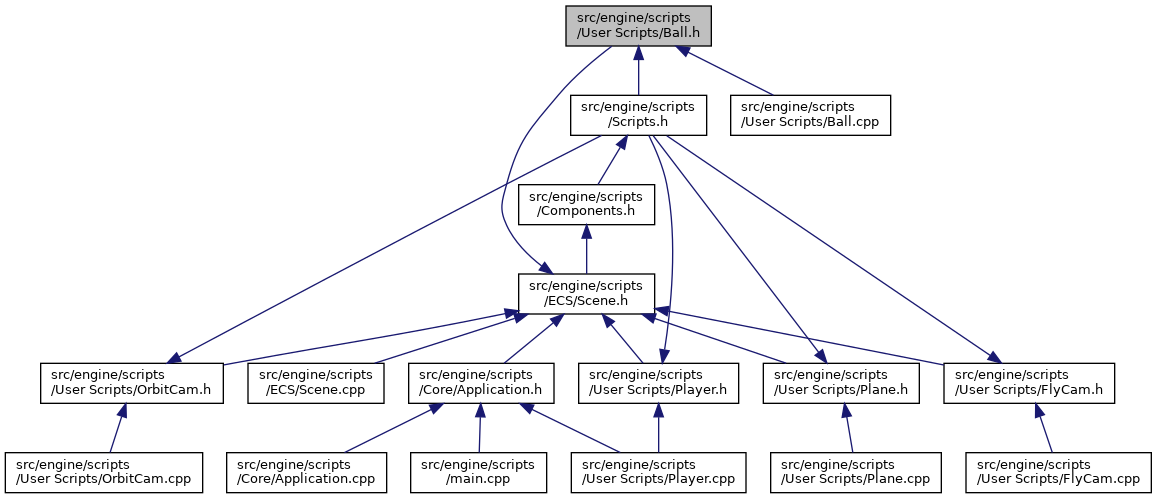 src/engine/scripts
/User Scripts/Ball.h
src/engine/scripts
/Scripts.h
src/engine/scripts
/User Scripts/Ball.cpp
src/engine/scripts
/Components.h
src/engine/scripts
/ECS/Scene.h
src/engine/scripts
/User Scripts/OrbitCam.h
src/engine/scripts
/ECS/Scene.cpp
src/engine/scripts
/Core/Application.h
src/engine/scripts
/User Scripts/Player.h
src/engine/scripts
/User Scripts/Plane.h
src/engine/scripts
/User Scripts/FlyCam.h
src/engine/scripts
/User Scripts/OrbitCam.cpp
src/engine/scripts
/Core/Application.cpp
src/engine/scripts
/main.cpp
src/engine/scripts
/User Scripts/Player.cpp
src/engine/scripts
/User Scripts/Plane.cpp
src/engine/scripts
/User Scripts/FlyCam.cpp